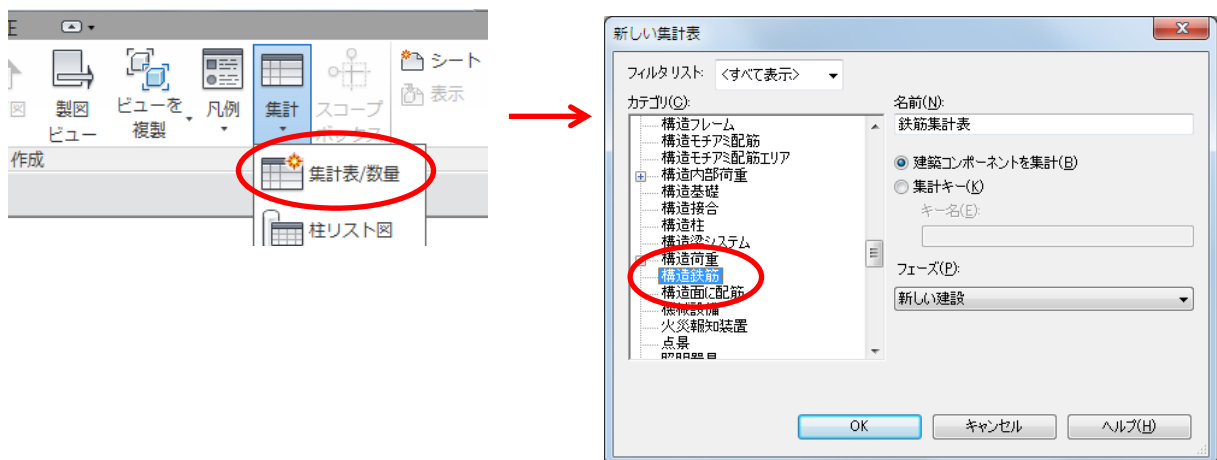 シート
表示
図
製図
ビュー
ビューを
複製
凡例
集計
スコープ
ボックス
作成
集計表/数量
柱リスト図
新しい集計表
フィルタ リスト:
<すべて表示>
カテゴリ(C):
構造フレーム
構造モチアミ配筋
構造モチアミ配筋エリア
構造内部荷重
構造基礎
構造接合
構造柱
構造梁システム
構造荷重
構造鉄筋
構造面に配筋
機械設備
火災報知装置
点景
照明器具
名前(N):
鉄筋集計表
建築コンポーネントを集計(B)
集計キー(K)
キー名(E):
フェーズ(P):
新しい建設
OK
キャンセル
ヘルプ(H)